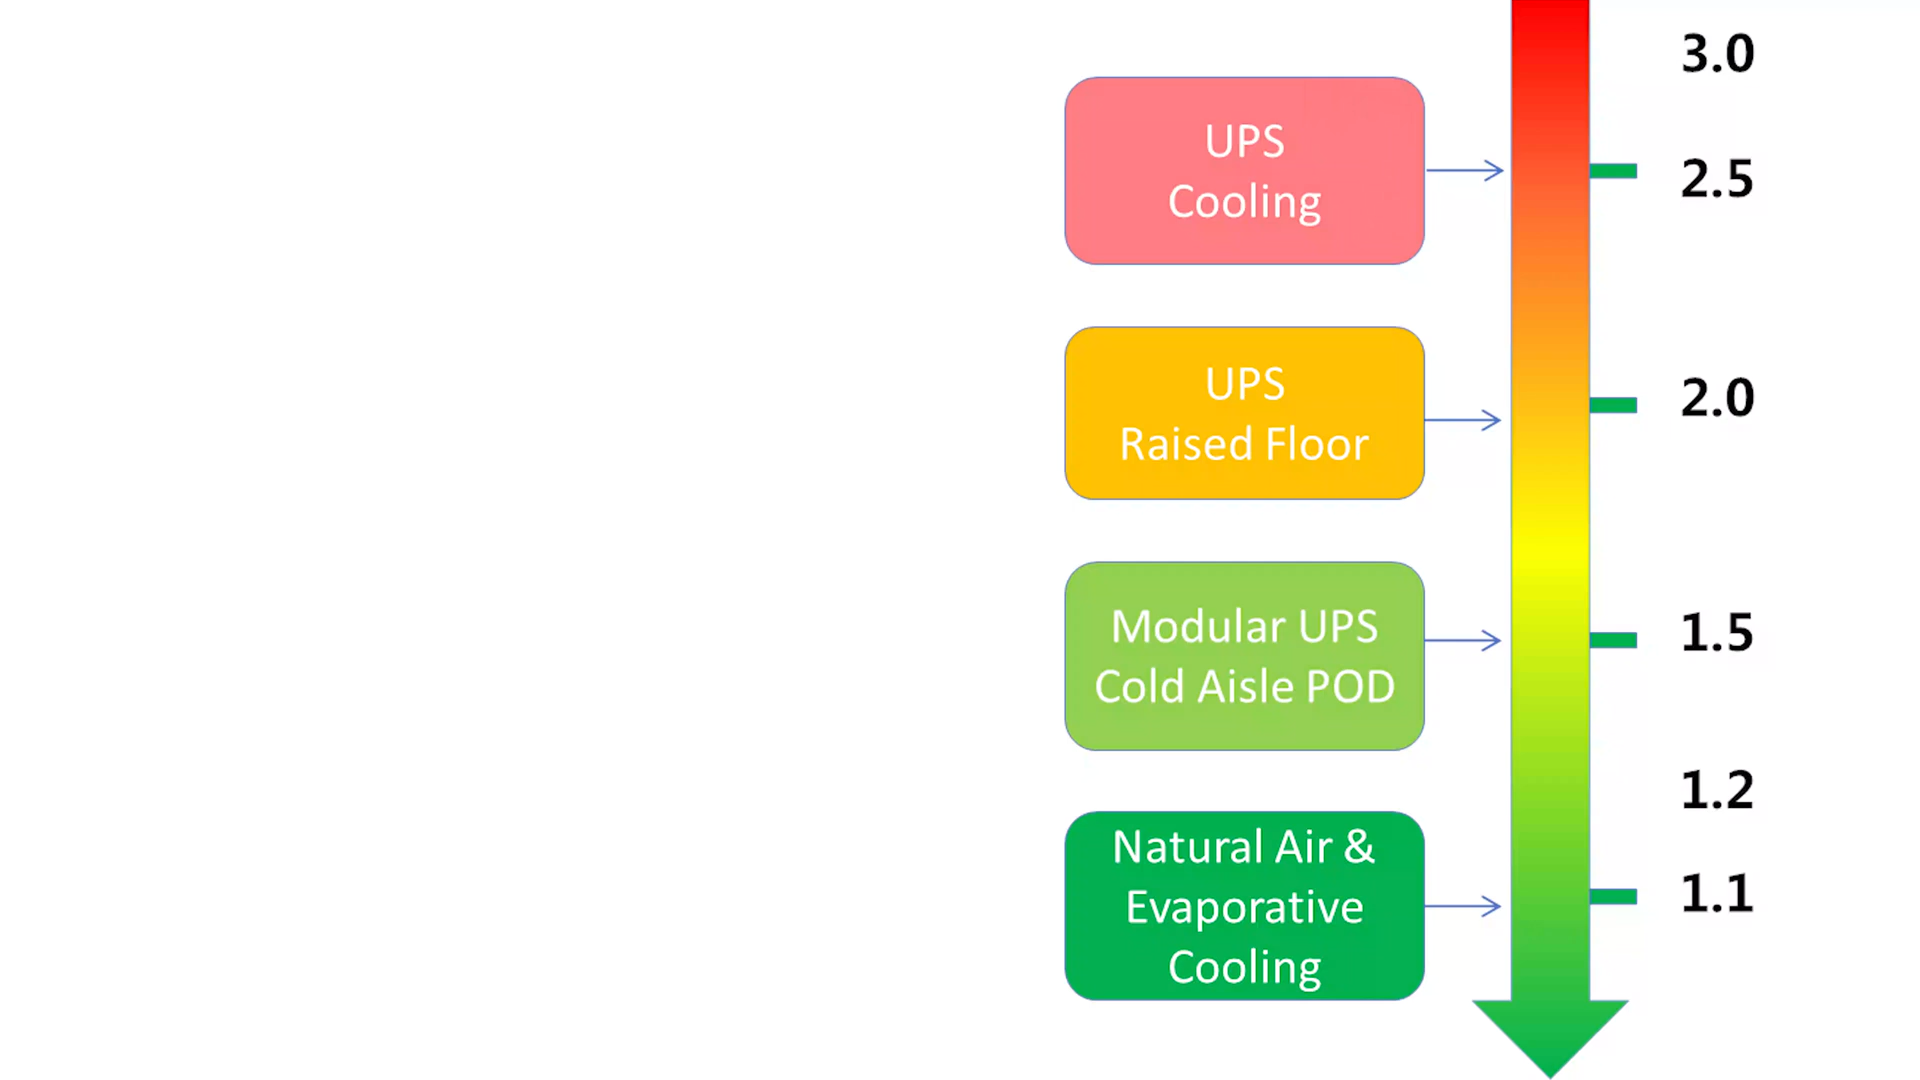 3.0
UPS
Cooling
2.5
UPS
Raised Floor
2.0
Modular UPS
Cold Aisle POD
1.5
1.2
Natural Air &
Evaporative
Cooling
1.1